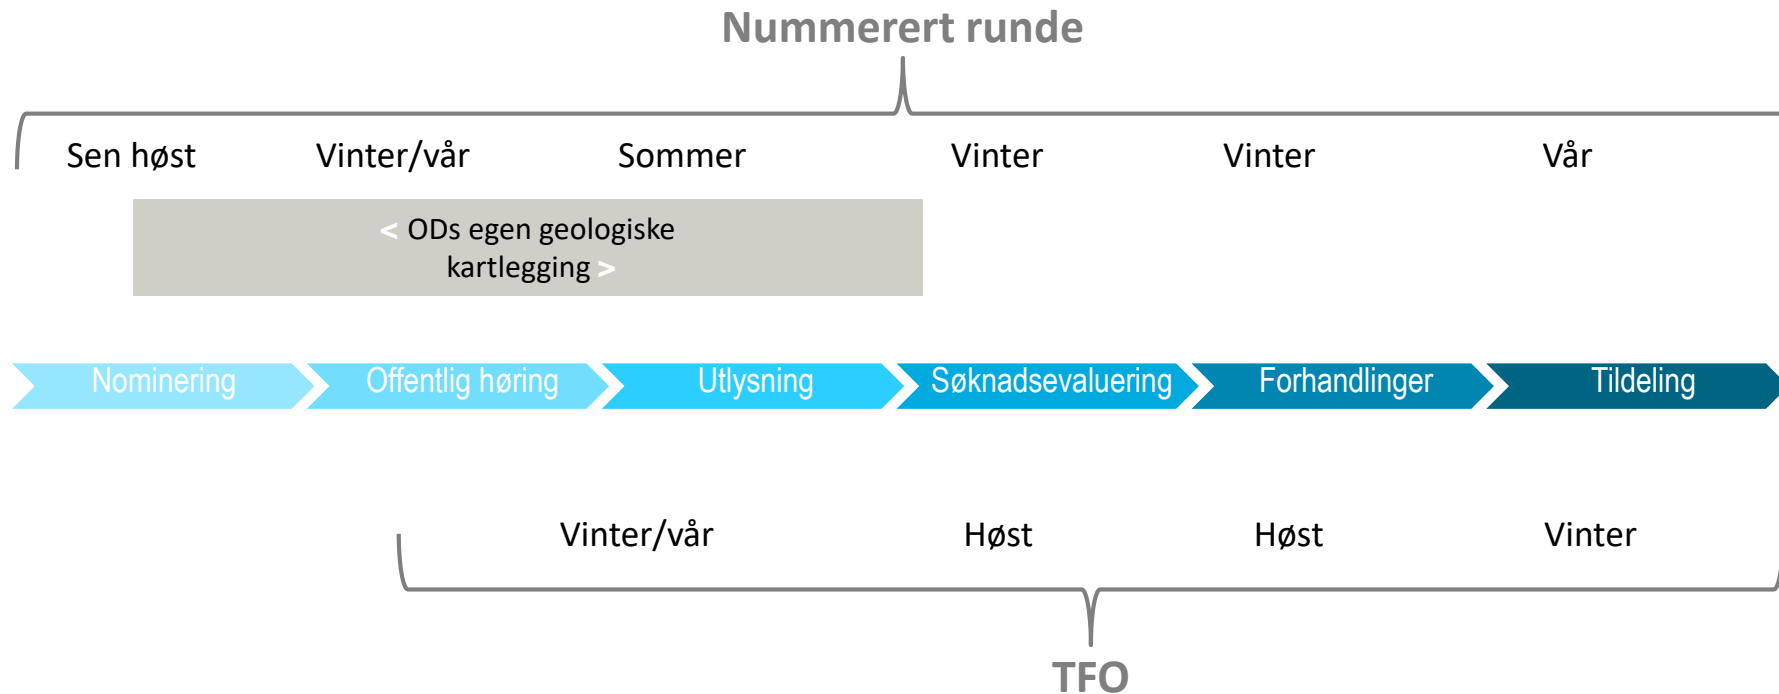 Nummerert runde
Sen høst Vinter/vår Sommer Vinter Vinter Vår
< ODs egen geologiske
kartlegging >
Nominering Offentlig høring Utlysning Søknadsevaluering Forhandlinger Tildeling
Vinter/vår Høst Høst Vinter
TFO